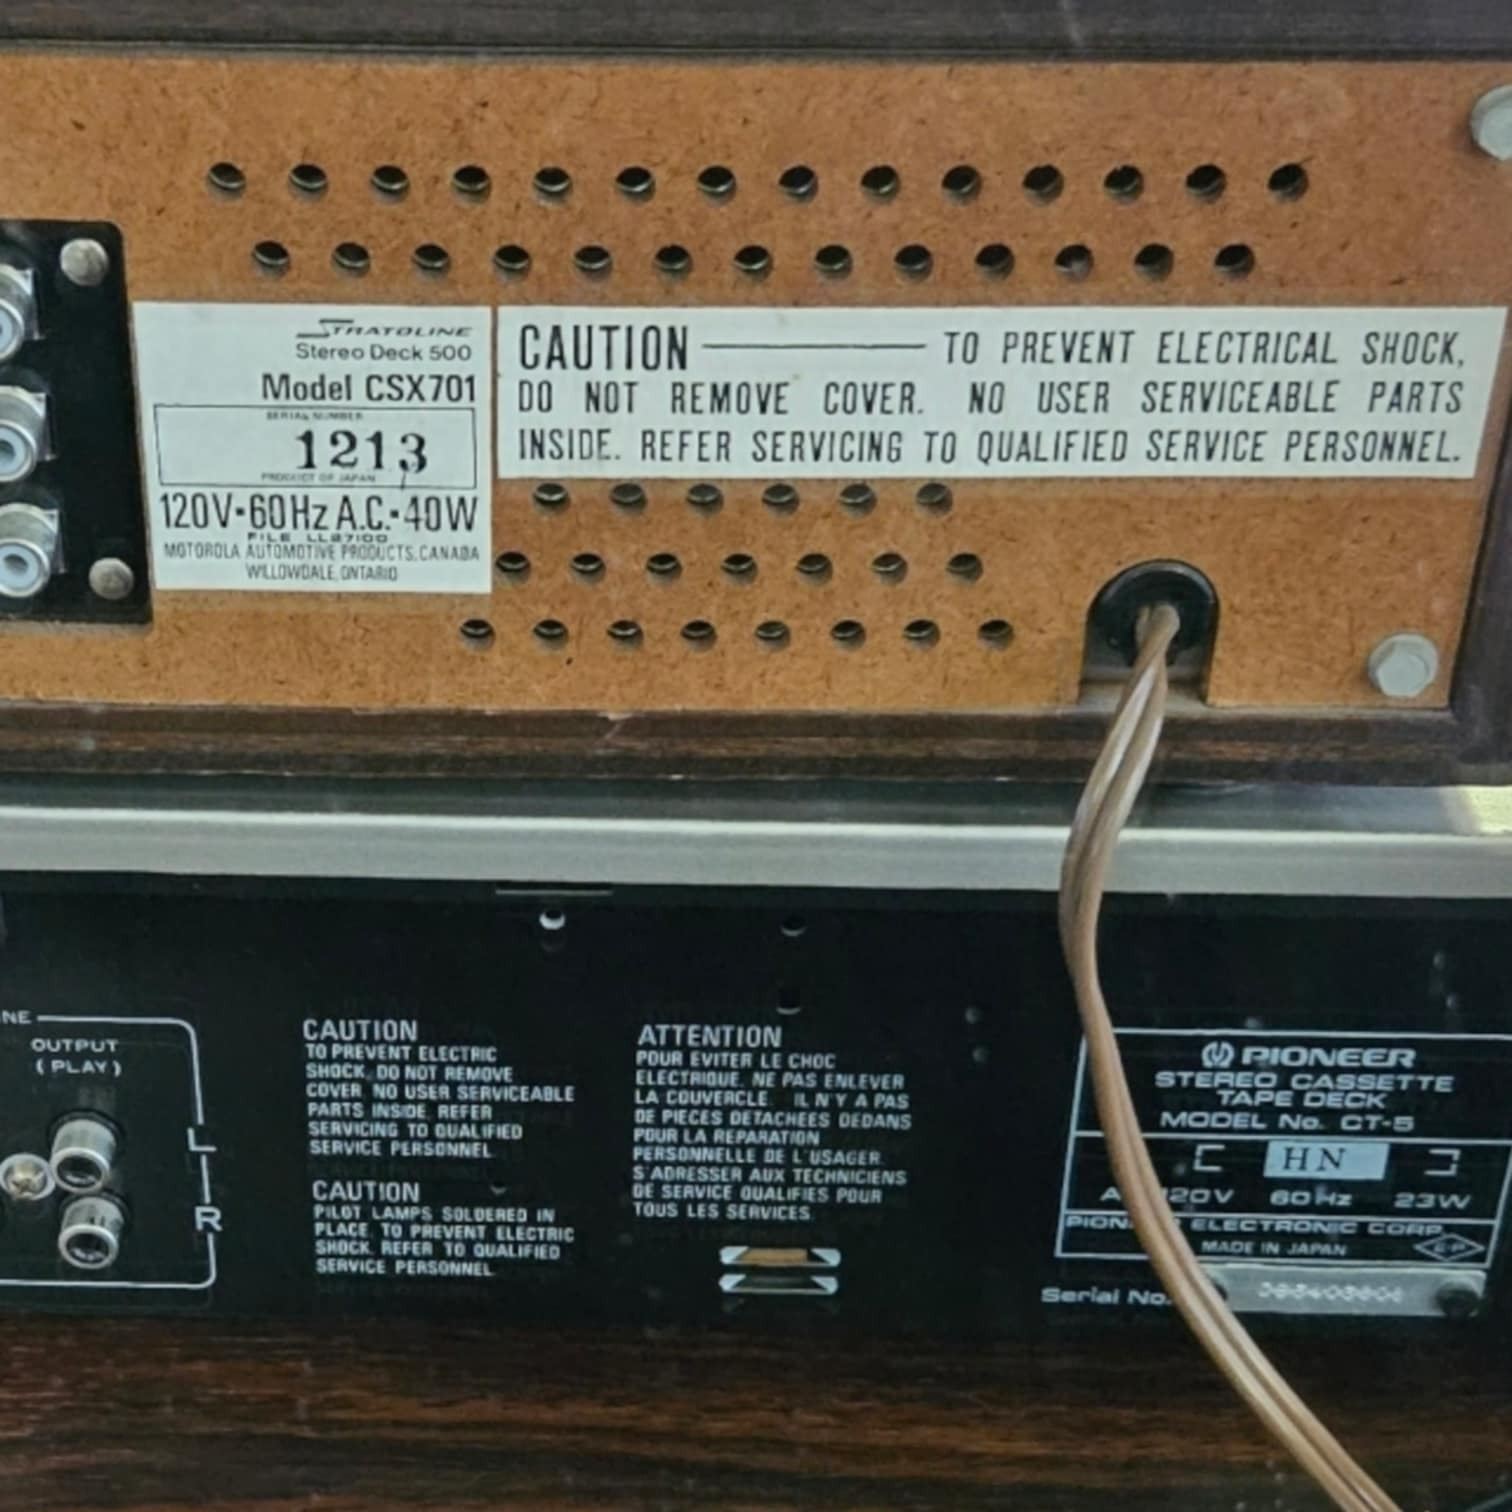 STRATOLINE
Stereo Deck 500
Model CSX701
SERIAL NUMBER
1213
PRODUCT OF JAPAN
120V•60Hz A.C.•40W
FILE LL27100
MOTOROLA AUTOMOTIVE PRODUCTS, CANADA
WILLOWDALE, ONTARIO
CAUTION —— TO PREVENT ELECTRICAL SHOCK,
DO NOT REMOVE COVER. NO USER SERVICEABLE PARTS
INSIDE. REFER SERVICING TO QUALIFIED SERVICE PERSONNEL.
OUTPUT
(PLAY)
L
R
CAUTION
TO PREVENT ELECTRIC
SHOCK. DO NOT REMOVE
COVER. NO USER SERVICEABLE
PARTS INSIDE. REFER
SERVICING TO QUALIFIED
SERVICE PERSONNEL
CAUTION
PILOT LAMPS SOLDERED IN
PLACE. TO PREVENT ELECTRIC
SHOCK. REFER TO QUALIFIED
SERVICE PERSONNEL
ATTENTION
POUR EVITER LE CHOC
ELECTRIQUE. NE PAS ENLEVER
LA COUVERCLE. IL N'Y A PAS
DE PIECES DETACHEES DEDANS
POUR LA REPARATION
PERSONNELLE DE L'USAGER.
S'ADRESSER AUX TECHNICIENS
DE SERVICE QUALIFIES POUR
TOUS LES SERVICES.
PIONEER
STEREO CASSETTE
TAPE DECK
MODEL No. CT-5
HN
120V 60Hz 23W
ELECTRONIC CORP.
MADE IN JAPAN
Serial No.